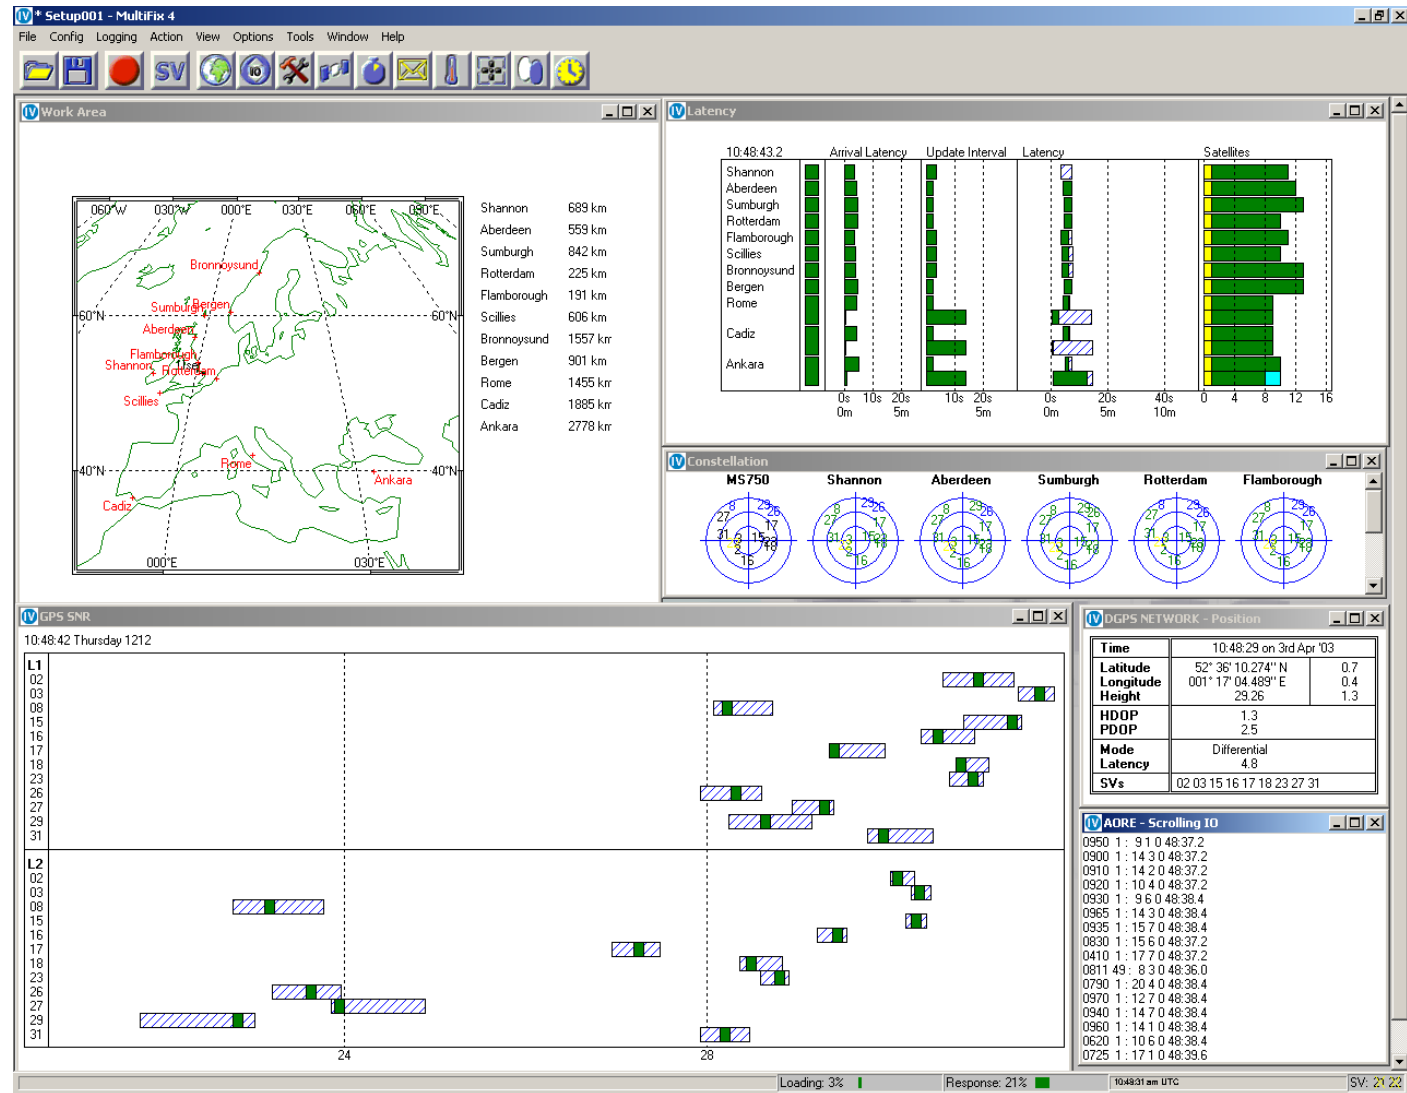 * Setup001 - MultiFix 4
File Config Logging Action View Options Tools Window Help
SV I/O
Work Area
060°W 030°W 000°E 030°E 060°E 090°E
Bronnoysund
Sumburgh Bergen
60°N 60°N
Aberdeen
Flamborough
Shannon User Rotterdam
Scillies
Rome
40°N 40°N
Ankara
Cadiz
000°E 030°E
Shannon 689 km
Aberdeen 559 km
Sumburgh 842 km
Rotterdam 225 km
Flamborough 191 km
Scillies 606 km
Bronnoysund 1557 km
Bergen 901 km
Rome 1455 km
Cadiz 1885 km
Ankara 2778 km
Latency
10:48:43.2 Arrival Latency Update Interval Latency Satellites
Shannon
Aberdeen
Sumburgh
Rotterdam
Flamborough
Scillies
Bronnoysund
Bergen
Rome
Cadiz
Ankara
0s 10s 20s 10s 20s 0s 20s 40s 0 4 8 12 16
0m 5m 5m 0m 5m 10m
Constellation
MS750 Shannon Aberdeen Sumburgh Rotterdam Flamborough
GPS SNR
10:48:42 Thursday 1212
L1
02
03
08
15
16
17
18
23
26
27
29
31
L2
02
03
08
15
16
17
18
23
26
27
29
31
24 28
DGPS NETWORK - Position
Time 10:48:29 on 3rd Apr '03
Latitude 52° 36' 10.274" N 0.7
Longitude 001° 17' 04.489" E 0.4
Height 29.26 1.3
HDOP 1.3
PDOP 2.5
Mode Differential
Latency 4.8
SVs 02 03 15 16 17 18 23 27 31
AORE - Scrolling IO
0950 1 : 9 1 0 48:37.2
0900 1 : 14 3 0 48:37.2
0910 1 : 14 2 0 48:37.2
0920 1 : 10 4 0 48:37.2
0930 1 : 9 6 0 48:38.4
0965 1 : 14 3 0 48:38.4
0935 1 : 15 7 0 48:38.4
0830 1 : 15 6 0 48:37.2
0410 1 : 17 7 0 48:37.2
0811 49 : 8 3 0 48:36.0
0790 1 : 20 4 0 48:38.4
0970 1 : 12 7 0 48:38.4
0940 1 : 14 7 0 48:38.4
0960 1 : 14 1 0 48:38.4
0620 1 : 10 6 0 48:38.4
0725 1 : 17 1 0 48:39.6
Loading: 3% Response: 21% 10:48:31 am UTC SV: